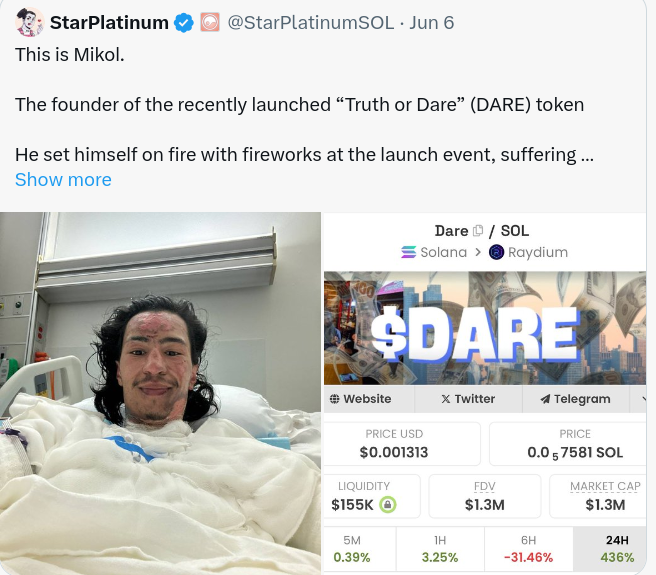 StarPlatinum @StarPlatinumSOL · Jun 6
This is Mikol.
The founder of the recently launched “Truth or Dare” (DARE) token
He set himself on fire with fireworks at the launch event, suffering ...
Show more
Dare / SOL
Solana > Raydium
$DARE
Website Twitter Telegram
PRICE USD PRICE
$0.001313 0.0₅7581 SOL
LIQUIDITY FDV MARKET CAP
$155K $1.3M $1.3M
5M 1H 6H 24H
0.39% 3.25% -31.46% 436%